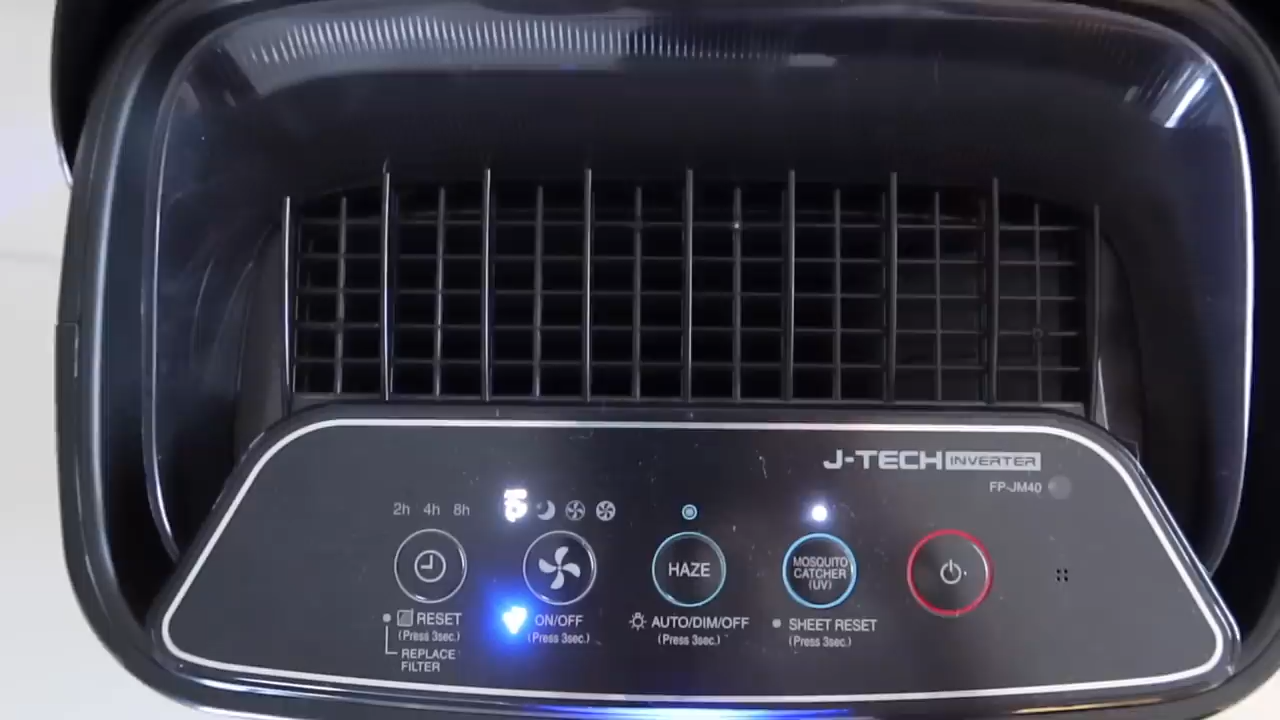 J-TECH INVERTER
FP-JM40
2h 4h 8h
HAZE
MOSQUITO
CATCHER
(UV)
RESET
(Press 3sec.)
REPLACE
FILTER
ON/OFF
(Press 3sec.)
AUTO/DIM/OFF
(Press 3sec.)
SHEET RESET
(Press 3sec.)